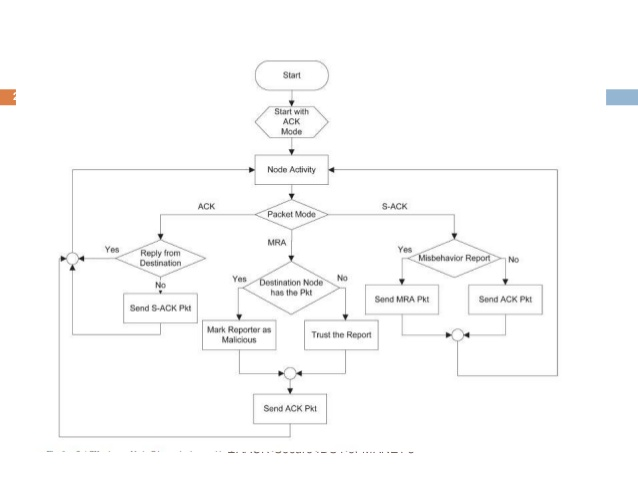 2
Start
Start with
ACK
Mode
Node Activity
ACK
Packet Mode
S-ACK
MRA
Yes
Reply from
Destination
No
Send S-ACK Pkt
Yes
Destination Node
has the Pkt
No
Yes
Misbehavior Report
No
Send MRA Pkt
Send ACK Pkt
Mark Reporter as
Malicious
Trust the Report
Send ACK Pkt